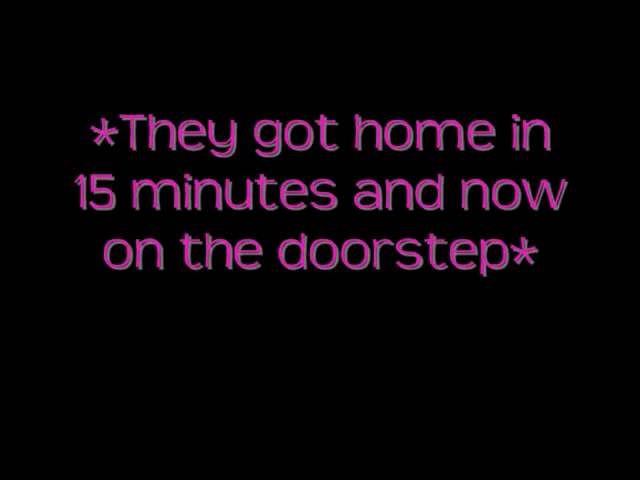 *They got home in
15 minutes and now
on the doorstep*